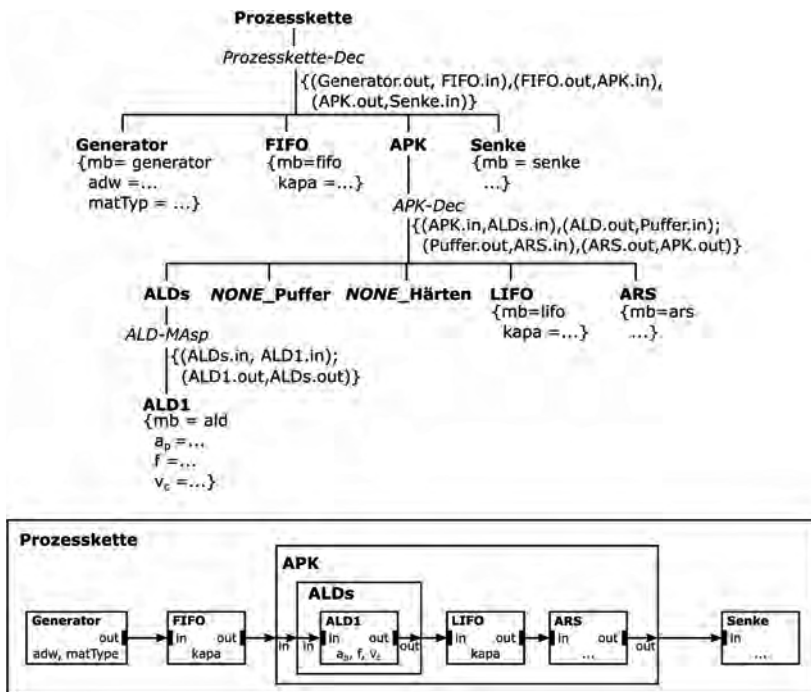 Prozesskette
Prozesskette-Dec
{(Generator.out, FIFO.in),(FIFO.out,APK.in),
(APK.out,Senke.in)}
Generator FIFO APK Senke
{mb= generator {mb=fifo {mb = senke
adw =... kapa =...} ...}
matTyp = ...}
APK-Dec
{(APK.in,ALDs.in),(ALD.out,Puffer.in);
(Puffer.out,ARS.in),(ARS.out,APK.out)}
ALDs NONE_Puffer NONE_Härten LIFO ARS
{mb=lifo {mb=ars
kapa =...} ...}
ALD-MAsp
{(ALDs.in, ALD1.in);
(ALD1.out,ALDs.out)}
ALD1
{mb = ald
ap =...
f =...
vc =...}
Prozesskette
APK
ALDs
Generator FIFO ALD1 LIFO ARS Senke
out in out in in in out out in out in out out in
adw, matType kapa ap, f, vc kapa ... ...